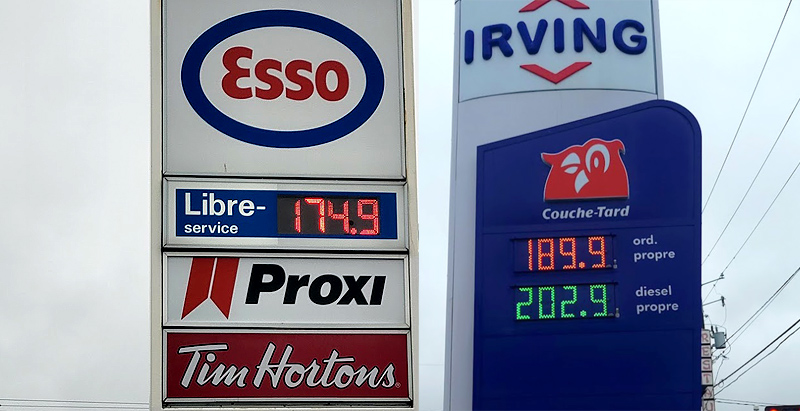 Esso
Libre-
service
174.9
Proxi
Tim Hortons
IRVING
Couche-Tard
189.9
ord.
propre
202.9
diesel
propre